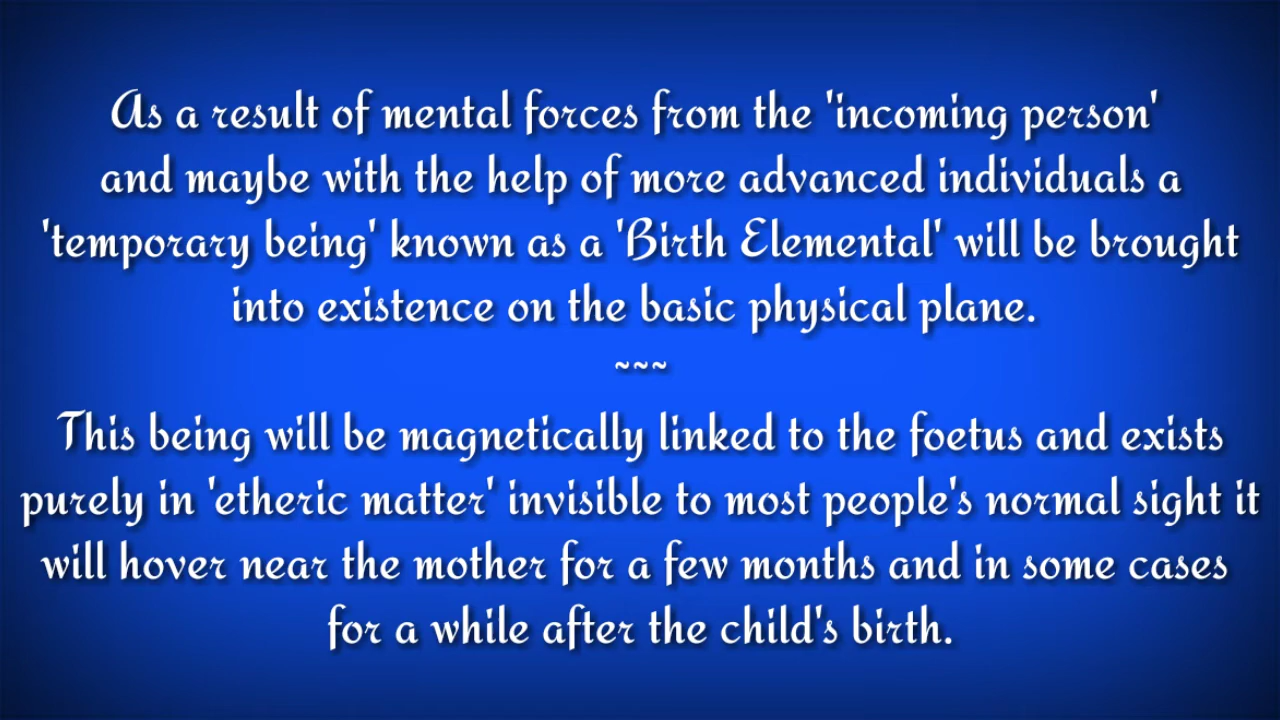 As a result of mental forces from the 'incoming person'
and maybe with the help of more advanced individuals a
'temporary being' known as a 'Birth Elemental' will be brought
into existence on the basic physical plane.
~~~
This being will be magnetically linked to the foetus and exists
purely in 'etheric matter' invisible to most people's normal sight it
will hover near the mother for a few months and in some cases
for a while after the child's birth.